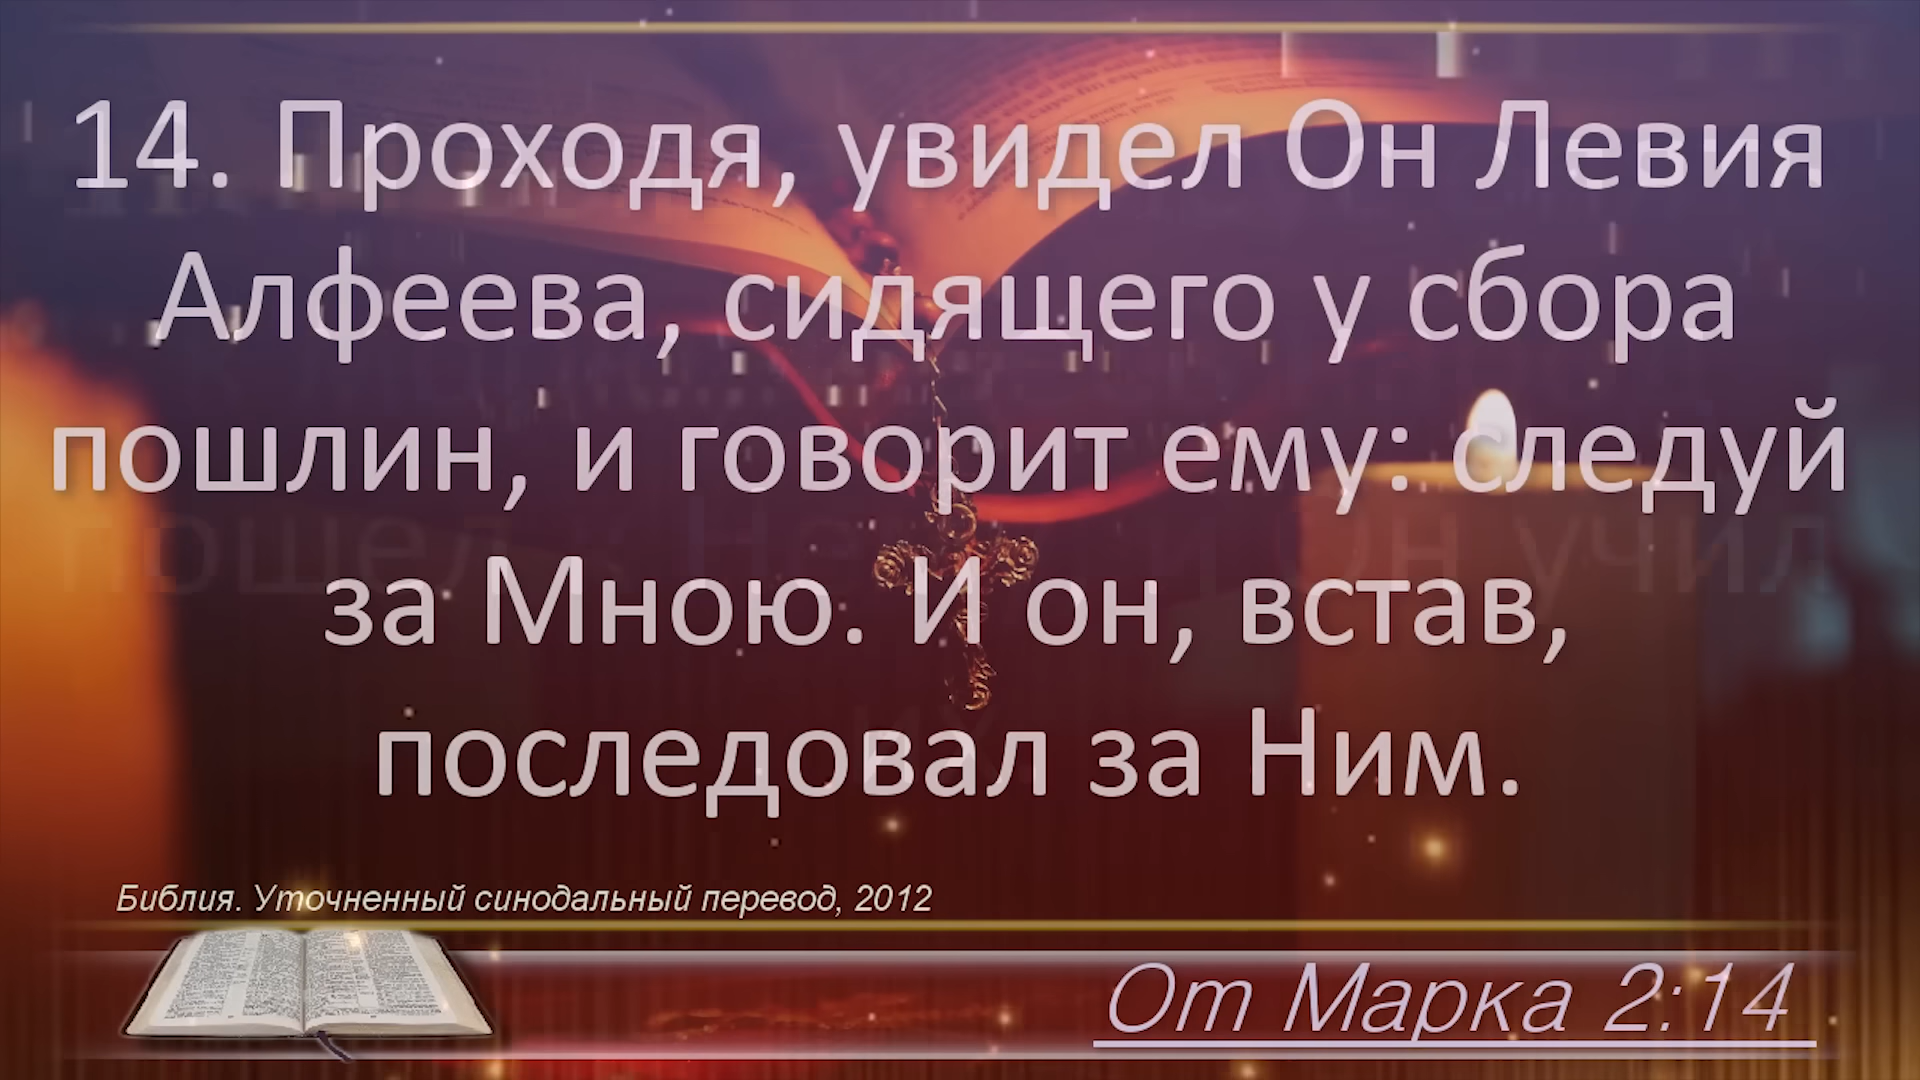 14. Проходя, увидел Он Левия
Алфеева, сидящего у сбора
пошлин, и говорит ему: следуй
за Мною. И он, встав,
последовал за Ним.
Библия. Уточненный синодальный перевод, 2012
От Марка 2:14